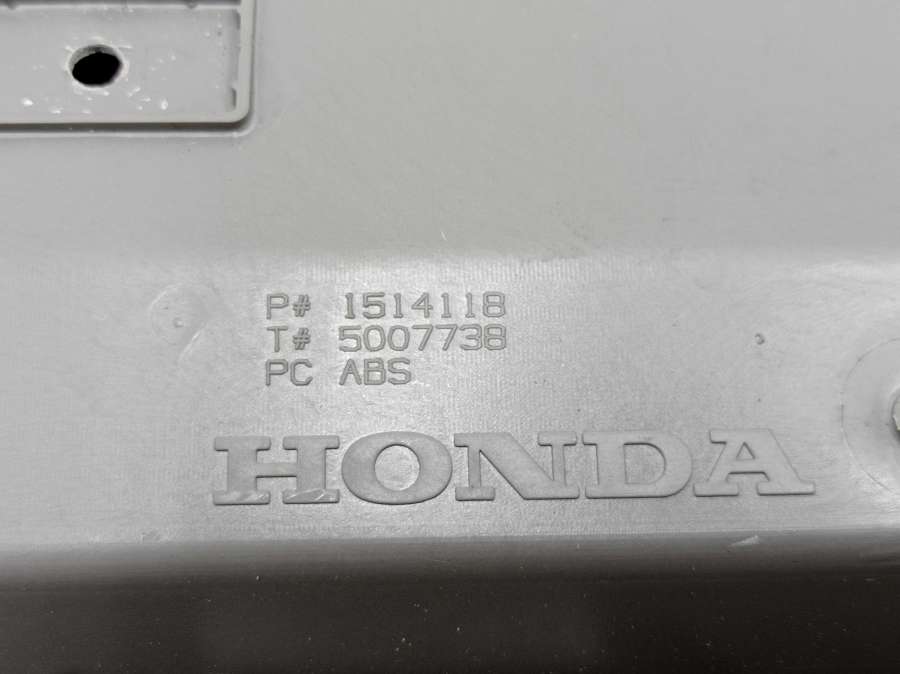 P# 1514118
T# 5007738
PC ABS
HONDA